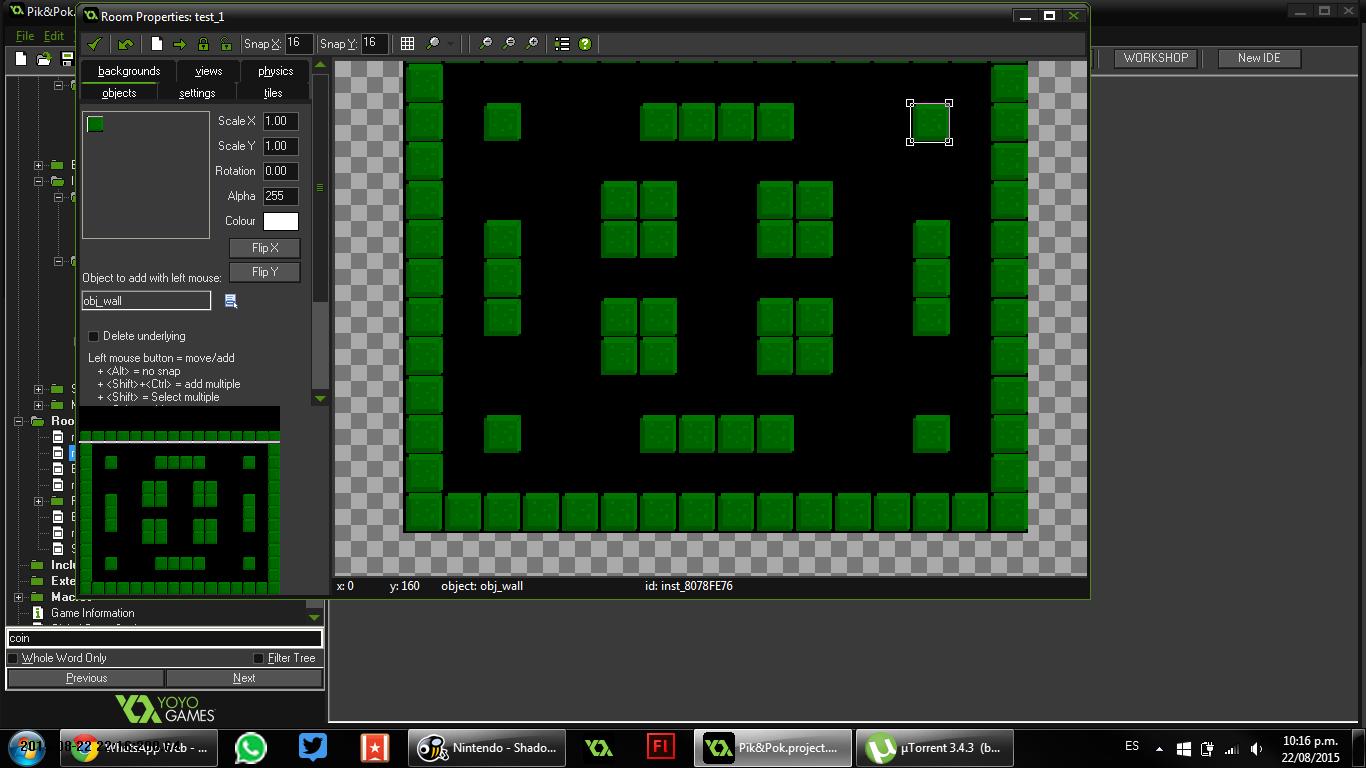 Pik&Pok.
Room Properties: test_1
File Edit
Snap X: 16 Snap Y: 16
WORKSHOP New IDE
backgrounds views physics
objects settings tiles
Scale X 1.00
Scale Y 1.00
Rotation 0.00
Alpha 255
Colour
Flip X
Flip Y
Object to add with left mouse:
obj_wall
Delete underlying
Left mouse button = move/add
+ <Alt> = no snap
+ <Shift>+<Ctrl> = add multiple
+ <Shift> = Select multiple
Roo
Inclu
Exte
Macro
Game Information
x: 0 y: 160 object: obj_wall id: inst_8078FE76
coin
Whole Word Only Filter Tree
Previous Next
YOYO
GAMES
WhatsApp Web - ...
Nintendo - Shado...
Fl
Pik&Pok.project....
µTorrent 3.4.3 (b...
ES
10:16 p.m.
22/08/2015